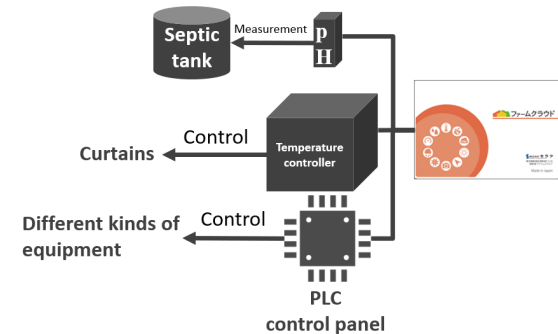 Septic
tank
Measurement
p
H
Temperature
controller
Control
Curtains
ファームクラウド
Made in Japan
Different kinds of
equipment
Control
PLC
control panel